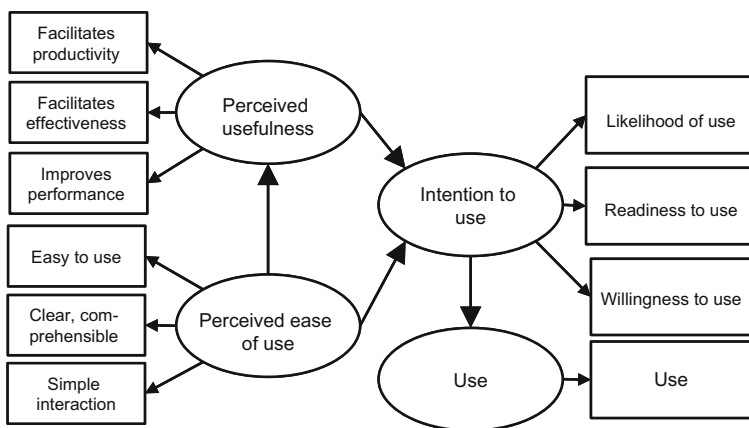 Facilitates
productivity
Facilitates
effectiveness
Improves
performance
Easy to use
Clear, com-
prehensible
Simple
interaction
Perceived
usefulness
Perceived ease
of use
Intention to
use
Use
Likelihood of use
Readiness to use
Willingness to use
Use